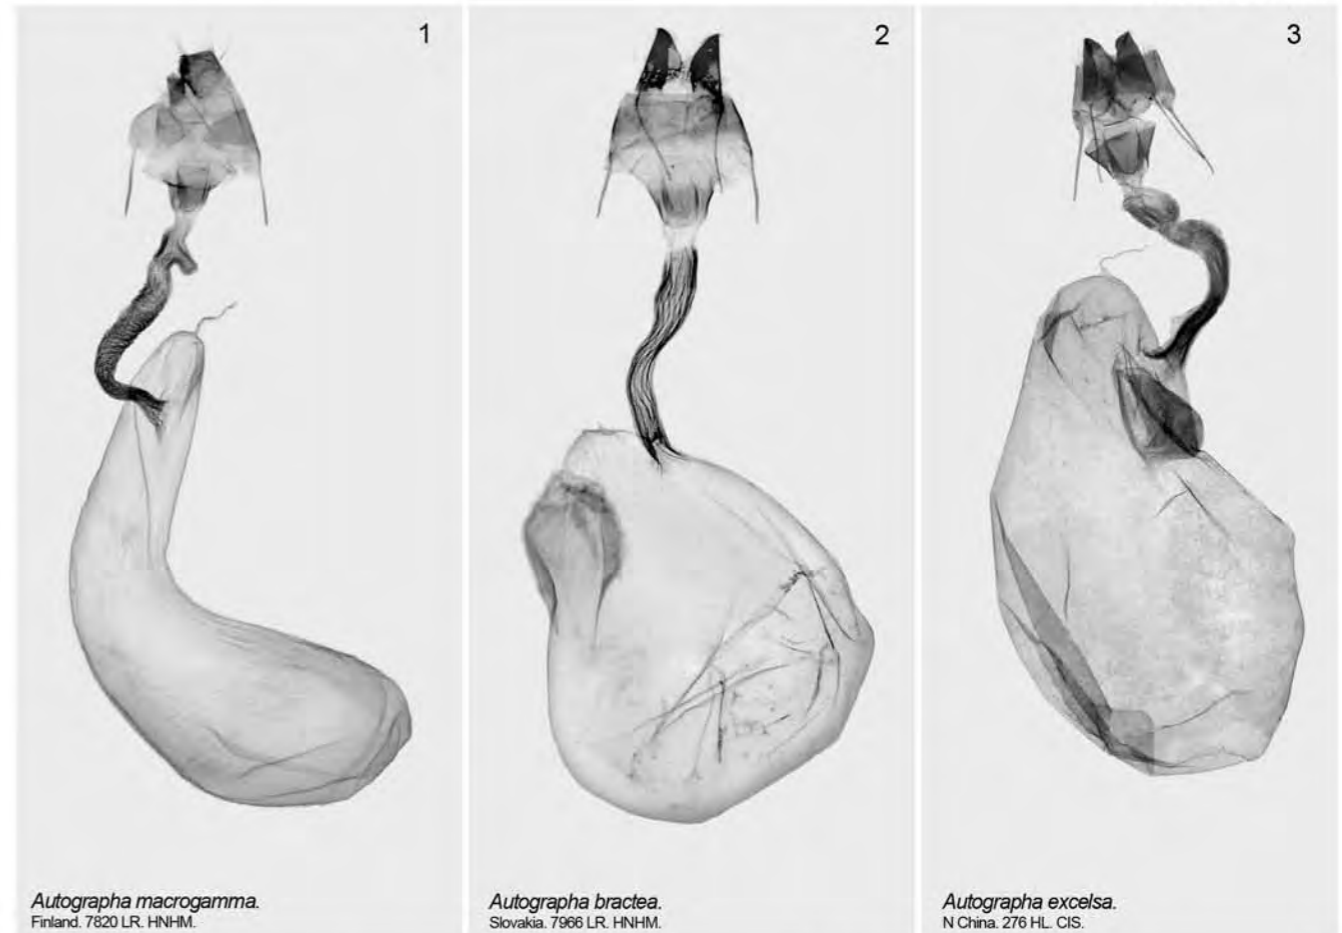 1
2
3
Autographa macrogamma.
Finland. 7820 LR. HNHM.
Autographa bractea.
Slovakia. 7966 LR. HNHM.
Autographa excelsa.
N China. 276 HL. CIS.